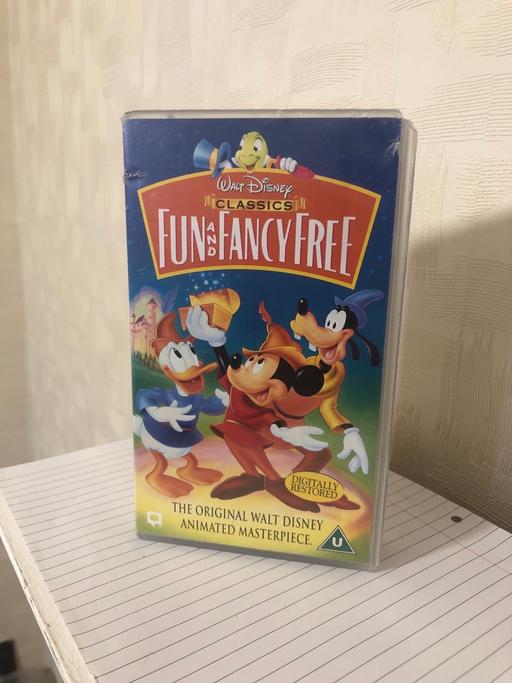 WALT DISNEY
CLASSICS
FUN AND FANCY FREE
DIGITALLY
RESTORED
THE ORIGINAL WALT DISNEY
ANIMATED MASTERPIECE.
U